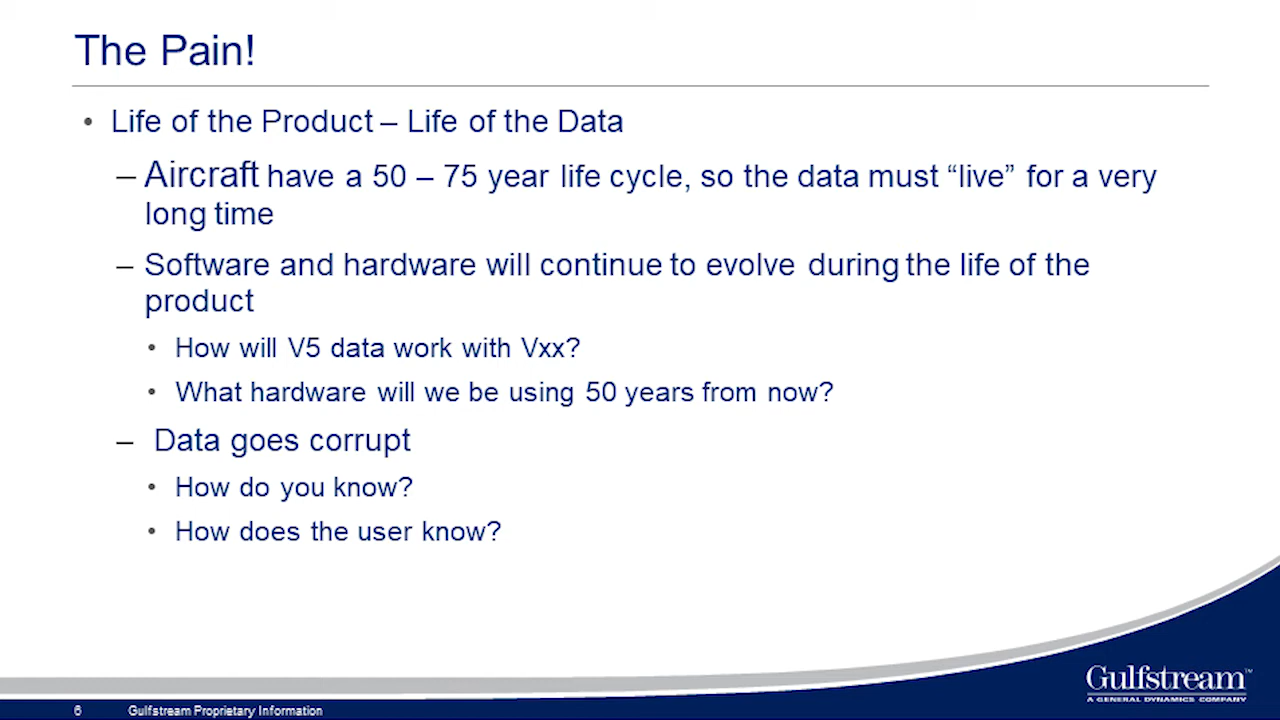 The Pain!
• Life of the Product – Life of the Data
– Aircraft have a 50 – 75 year life cycle, so the data must “live” for a very
long time
– Software and hardware will continue to evolve during the life of the
product
• How will V5 data work with Vxx?
• What hardware will we be using 50 years from now?
– Data goes corrupt
• How do you know?
• How does the user know?
Gulfstream™
A GENERAL DYNAMICS COMPANY
6 Gulfstream Proprietary Information